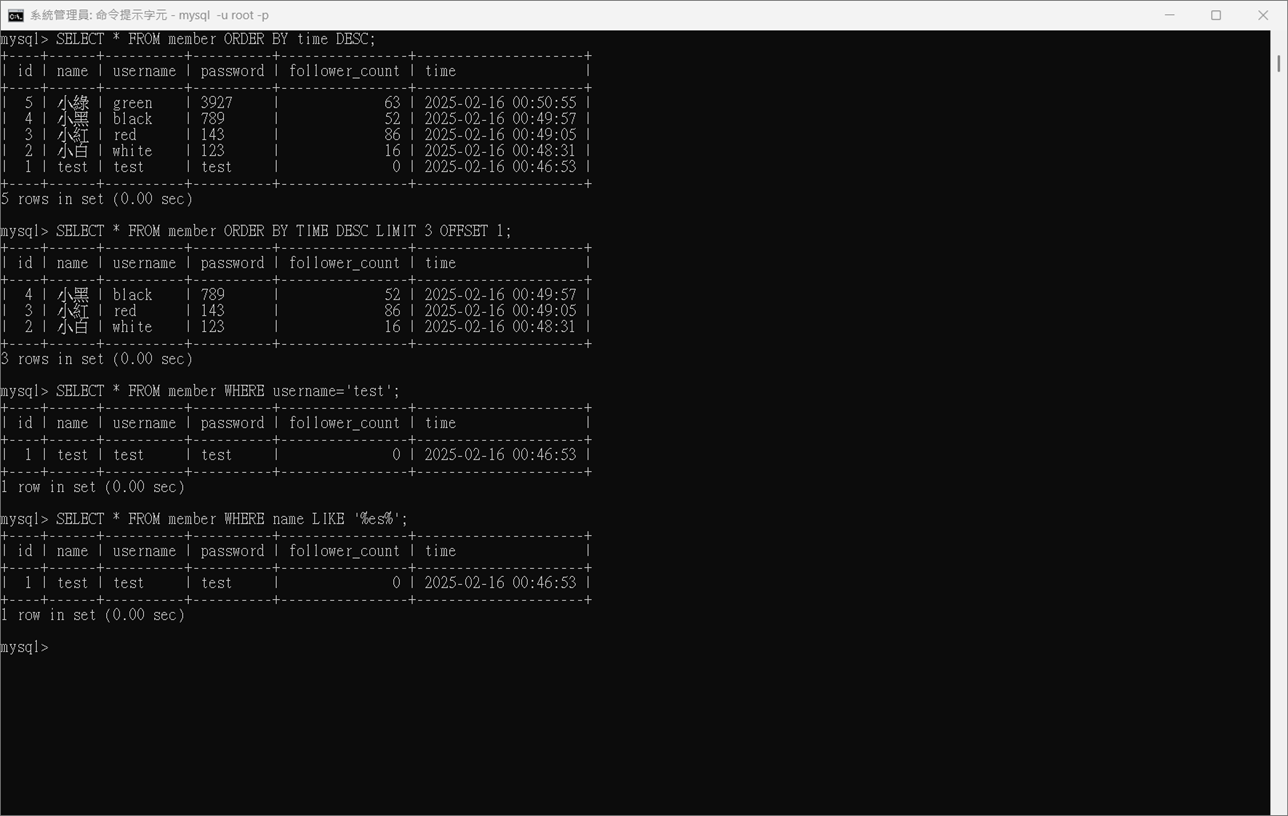 系統管理員: 命令提示字元 - mysql  -u root -p
mysql> SELECT * FROM member ORDER BY time DESC;
+----+------+----------+----------+----------------+---------------------+
| id | name | username | password | follower_count | time                |
+----+------+----------+----------+----------------+---------------------+
|  5 | 小綠 | green    | 3927     |             63 | 2025-02-16 00:50:55 |
|  4 | 小黑 | black    | 789      |             52 | 2025-02-16 00:49:57 |
|  3 | 小紅 | red      | 143      |             86 | 2025-02-16 00:49:05 |
|  2 | 小白 | white    | 123      |             16 | 2025-02-16 00:48:31 |
|  1 | test | test     | test     |              0 | 2025-02-16 00:46:53 |
+----+------+----------+----------+----------------+---------------------+
5 rows in set (0.00 sec)
mysql> SELECT * FROM member ORDER BY TIME DESC LIMIT 3 OFFSET 1;
+----+------+----------+----------+----------------+---------------------+
| id | name | username | password | follower_count | time                |
+----+------+----------+----------+----------------+---------------------+
|  4 | 小黑 | black    | 789      |             52 | 2025-02-16 00:49:57 |
|  3 | 小紅 | red      | 143      |             86 | 2025-02-16 00:49:05 |
|  2 | 小白 | white    | 123      |             16 | 2025-02-16 00:48:31 |
+----+------+----------+----------+----------------+---------------------+
3 rows in set (0.00 sec)
mysql> SELECT * FROM member WHERE username='test';
+----+------+----------+----------+----------------+---------------------+
| id | name | username | password | follower_count | time                |
+----+------+----------+----------+----------------+---------------------+
|  1 | test | test     | test     |              0 | 2025-02-16 00:46:53 |
+----+------+----------+----------+----------------+---------------------+
1 row in set (0.00 sec)
mysql> SELECT * FROM member WHERE name LIKE '%es%';
+----+------+----------+----------+----------------+---------------------+
| id | name | username | password | follower_count | time                |
+----+------+----------+----------+----------------+---------------------+
|  1 | test | test     | test     |              0 | 2025-02-16 00:46:53 |
+----+------+----------+----------+----------------+---------------------+
1 row in set (0.00 sec)
mysql>